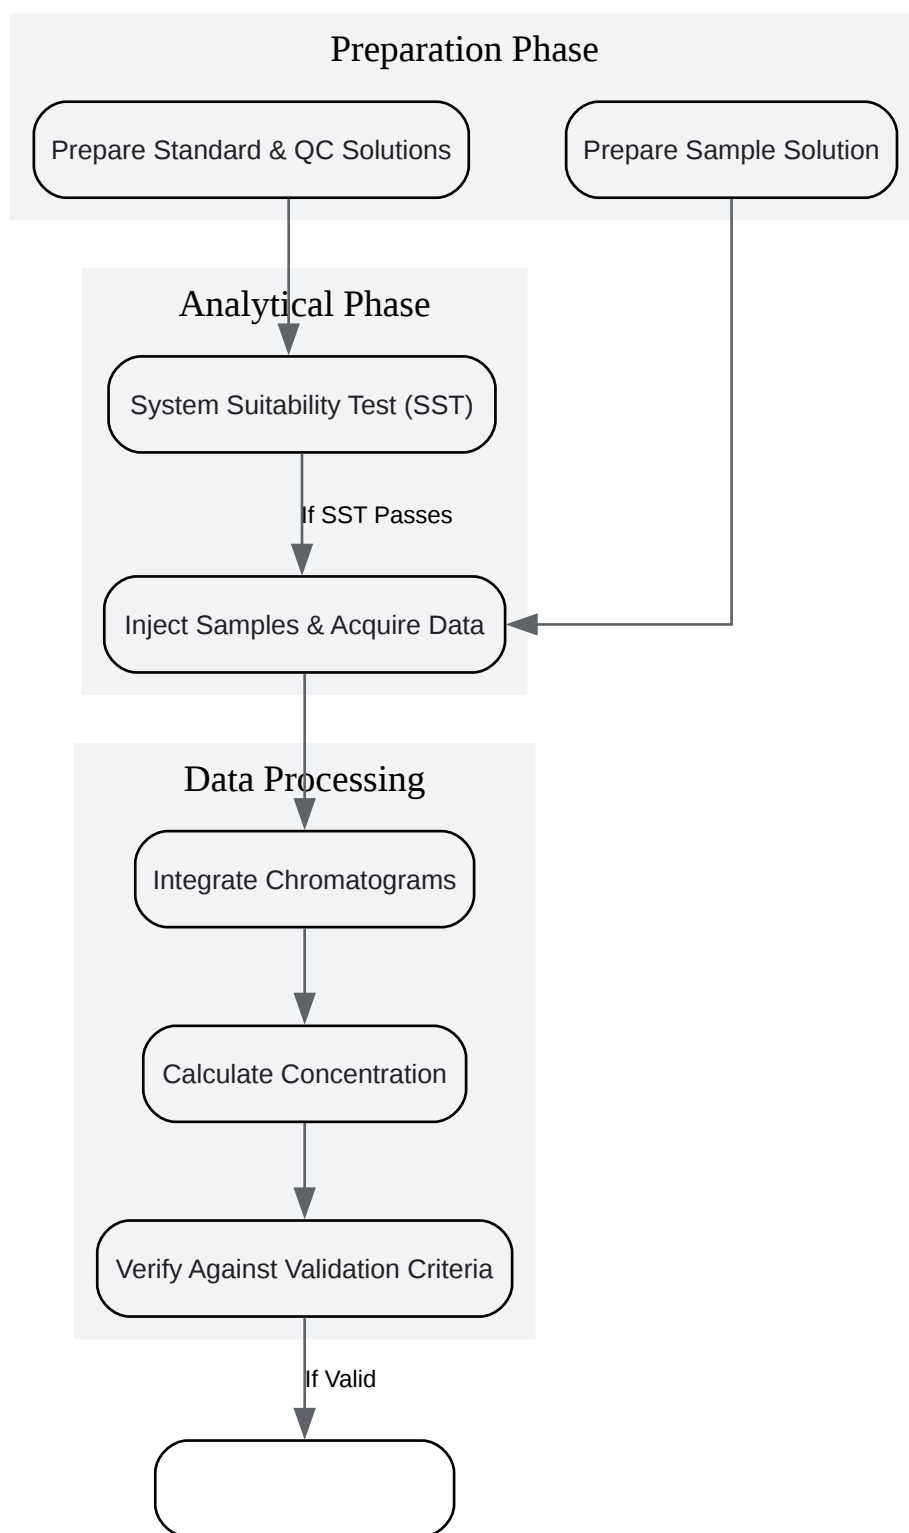 Preparation Phase
Prepare Standard & QC Solutions
Prepare Sample Solution
Analytical Phase
System Suitability Test (SST)
If SST Passes
Inject Samples & Acquire Data
Data Processing
Integrate Chromatograms
Calculate Concentration
Verify Against Validation Criteria
If Valid